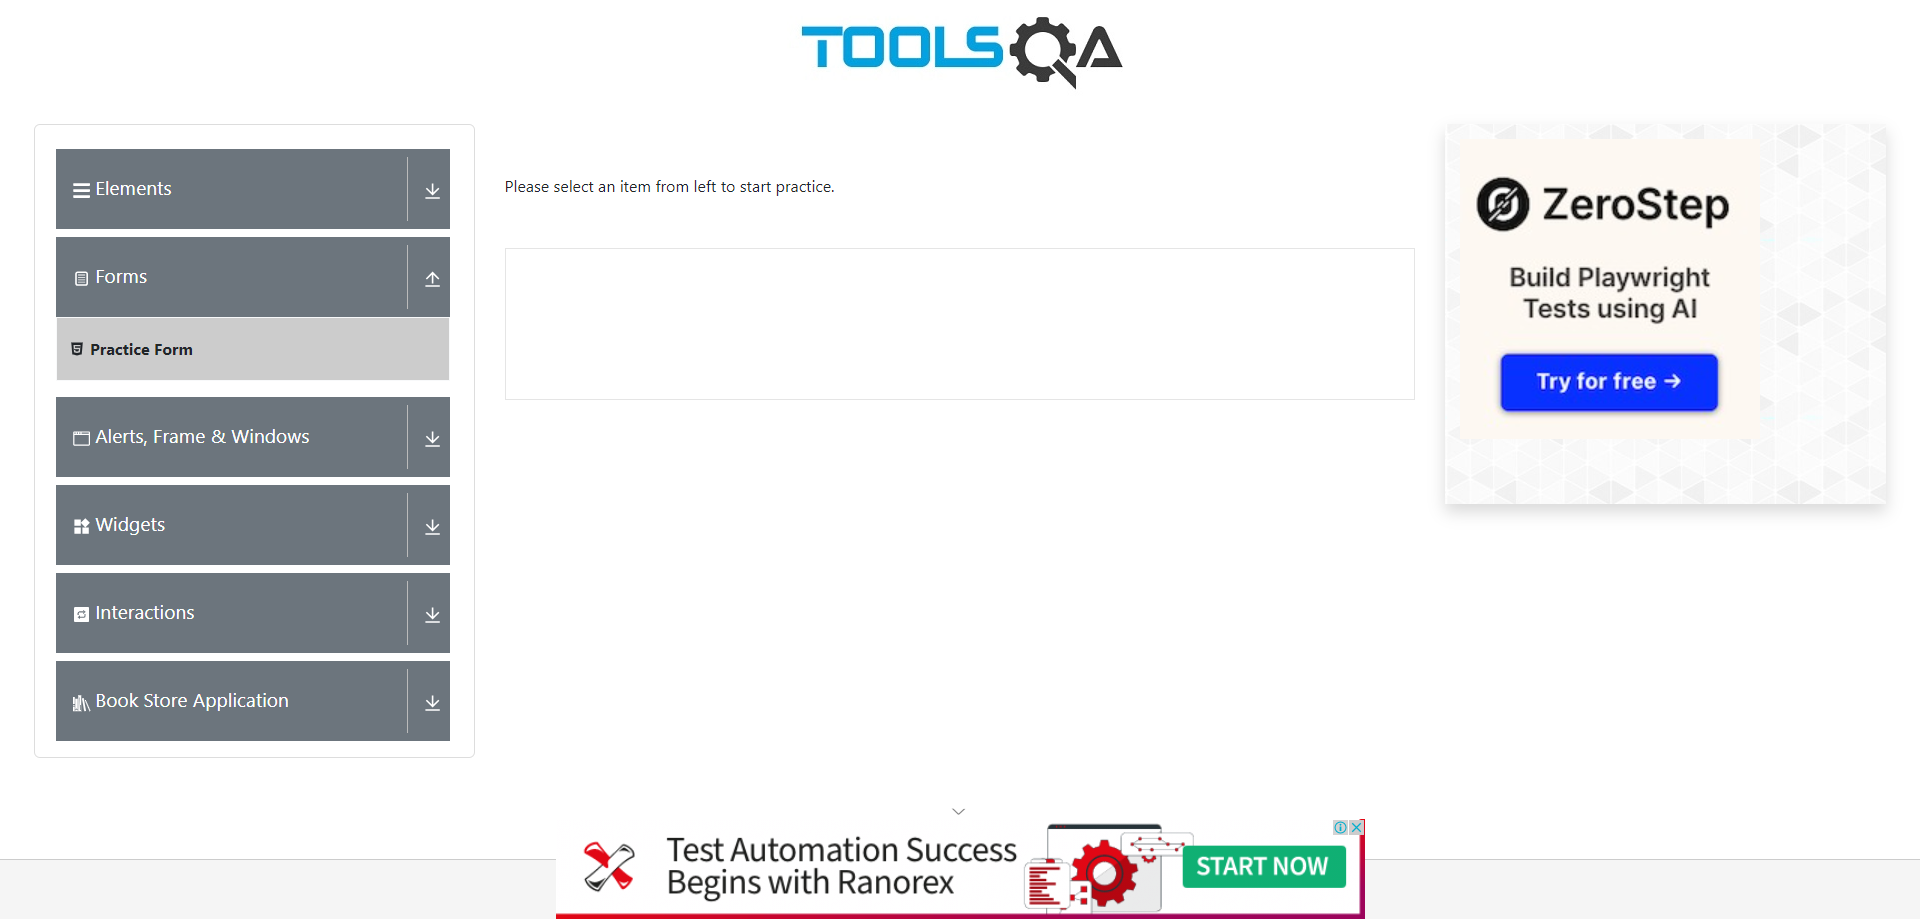 TOOLSQA
Elements
Forms
Practice Form
Alerts, Frame & Windows
Widgets
Interactions
Book Store Application
Please select an item from left to start practice.
ZeroStep
Build Playwright
Tests using AI
Try for free →
Test Automation Success
Begins with Ranorex
START NOW